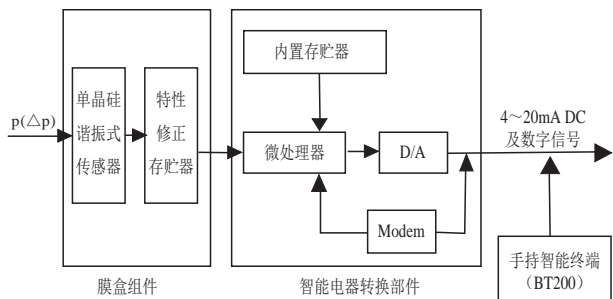 p(△p)
单晶硅
谐振式
传感器
特性
修正
存贮器
膜盒组件
内置存贮器
微处理器
D/A
Modem
智能电器转换部件
4～20mA DC
及数字信号
手持智能终端
（BT200）